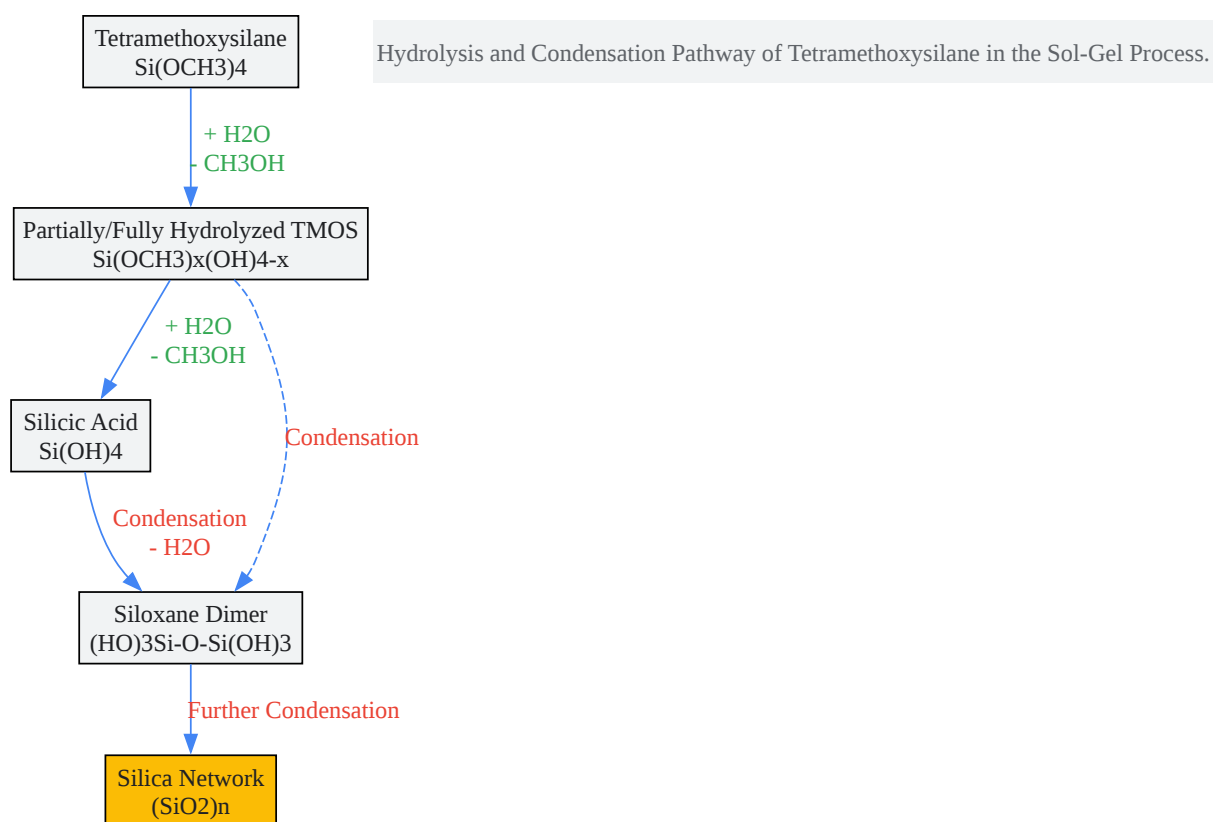 Tetramethoxysilane
Si(OCH3)4
Hydrolysis and Condensation Pathway of Tetramethoxysilane in the Sol-Gel Process.
+ H2O
- CH3OH
Partially/Fully Hydrolyzed TMOS
Si(OCH3)x(OH)4-x
+ H2O
- CH3OH
Silicic Acid
Si(OH)4
Condensation
Condensation
- H2O
Siloxane Dimer
(HO)3Si-O-Si(OH)3
Further Condensation
Silica Network
(SiO2)n